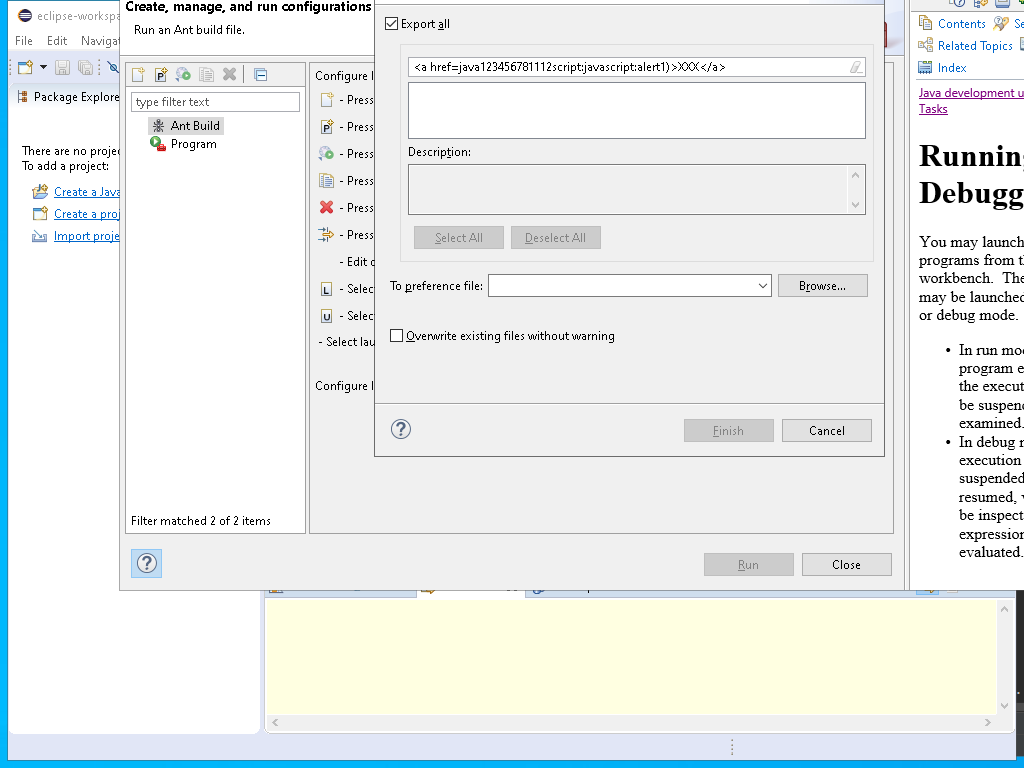 eclipse-workspa
File Edit Navigat
Package Explore
There are no projec
To add a project:
Create a Java
Create a proj
Import proje
Create, manage, and run configurations
Run an Ant build file.
type filter text
Ant Build
Program
Filter matched 2 of 2 items
Configure l
- Press
- Press
- Press
- Press
- Press
- Press
- Edit c
- Selec
- Selec
- Select lau
Configure l
Run
Close
Export all
<a href=java123456781112script:javascript:alert1)>XXX</a>
Description:
Select All
Deselect All
To preference file:
Browse...
Overwrite existing files without warning
Finish
Cancel
Contents
Se
Related Topics
Index
Java development u
Tasks
Running
Debugg
You may launch
programs from th
workbench. The
may be launched
or debug mode.
• In run mod
program e
the execut
be suspend
examined.
• In debug m
execution
suspended
resumed, v
be inspect
expression
evaluated.